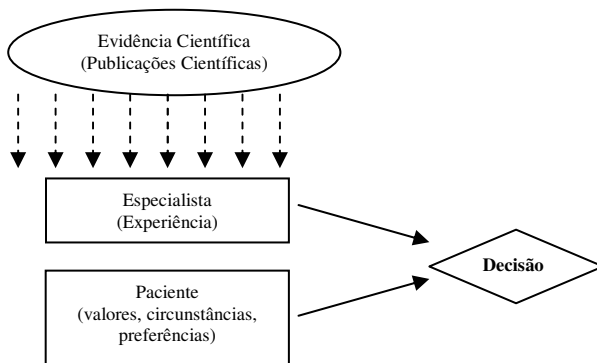 Evidência Científica
(Publicações Científicas)
Especialista
(Experiência)
Decisão
Paciente
(valores, circunstâncias,
preferências)